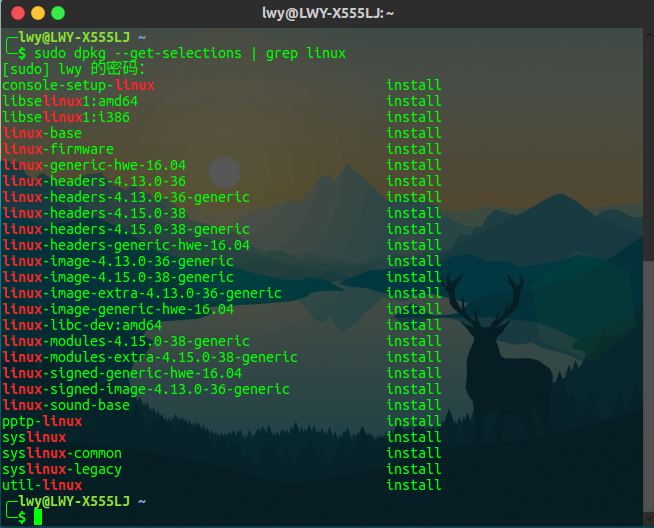 lwy@LWY-X555LJ: ~
╭─lwy@LWY-X555LJ ~
╰─$ sudo dpkg --get-selections | grep linux
[sudo] lwy 的密码：
console-setup-linux install
libselinux1:amd64 install
libselinux1:i386 install
linux-base install
linux-firmware install
linux-generic-hwe-16.04 install
linux-headers-4.13.0-36 install
linux-headers-4.13.0-36-generic install
linux-headers-4.15.0-38 install
linux-headers-4.15.0-38-generic install
linux-headers-generic-hwe-16.04 install
linux-image-4.13.0-36-generic install
linux-image-4.15.0-38-generic install
linux-image-extra-4.13.0-36-generic install
linux-image-generic-hwe-16.04 install
linux-libc-dev:amd64 install
linux-modules-4.15.0-38-generic install
linux-modules-extra-4.15.0-38-generic install
linux-signed-generic-hwe-16.04 install
linux-signed-image-4.13.0-36-generic install
linux-sound-base install
pptp-linux install
syslinux install
syslinux-common install
syslinux-legacy install
util-linux install
╭─lwy@LWY-X555LJ ~
╰─$